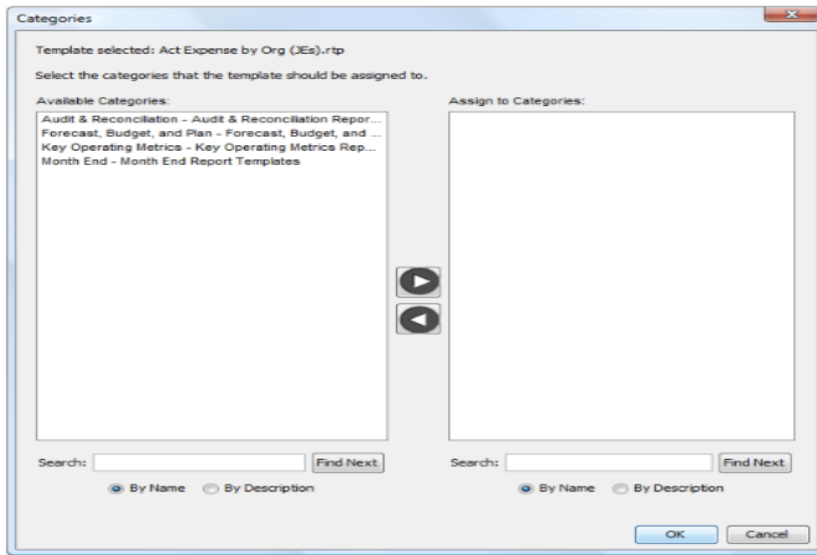 Categories
Template selected: Act Expense by Org (JEs).rtp
Select the categories that the template should be assigned to.
Available Categories:
Assign to Categories:
Audit & Reconciliation - Audit & Reconciliation Repor...
Forecast, Budget, and Plan - Forecast, Budget, and ...
Key Operating Metrics - Key Operating Metrics Rep...
Month End - Month End Report Templates
Search:
Find Next
Search:
Find Next
By Name
By Description
By Name
By Description
OK
Cancel